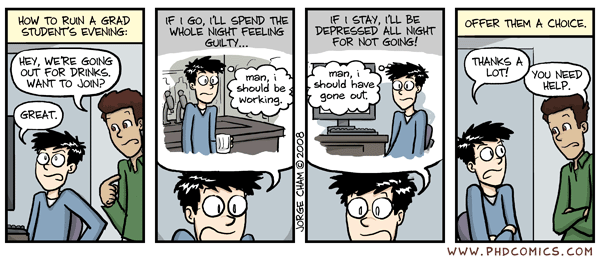 HOW TO RUIN A GRAD
STUDENT'S EVENING:
HEY, WE'RE GOING
OUT FOR DRINKS.
WANT TO JOIN?
GREAT.
IF I GO, I'LL SPEND THE
WHOLE NIGHT FEELING
GUILTY...
man, i
should be
working.
JORGE CHAM © 2008
IF I STAY, I'LL BE
DEPRESSED ALL NIGHT
FOR NOT GOING!
man, i
should have
gone out.
OFFER THEM A CHOICE.
THANKS
A LOT!
YOU NEED
HELP.
WWW.PHDCOMICS.COM